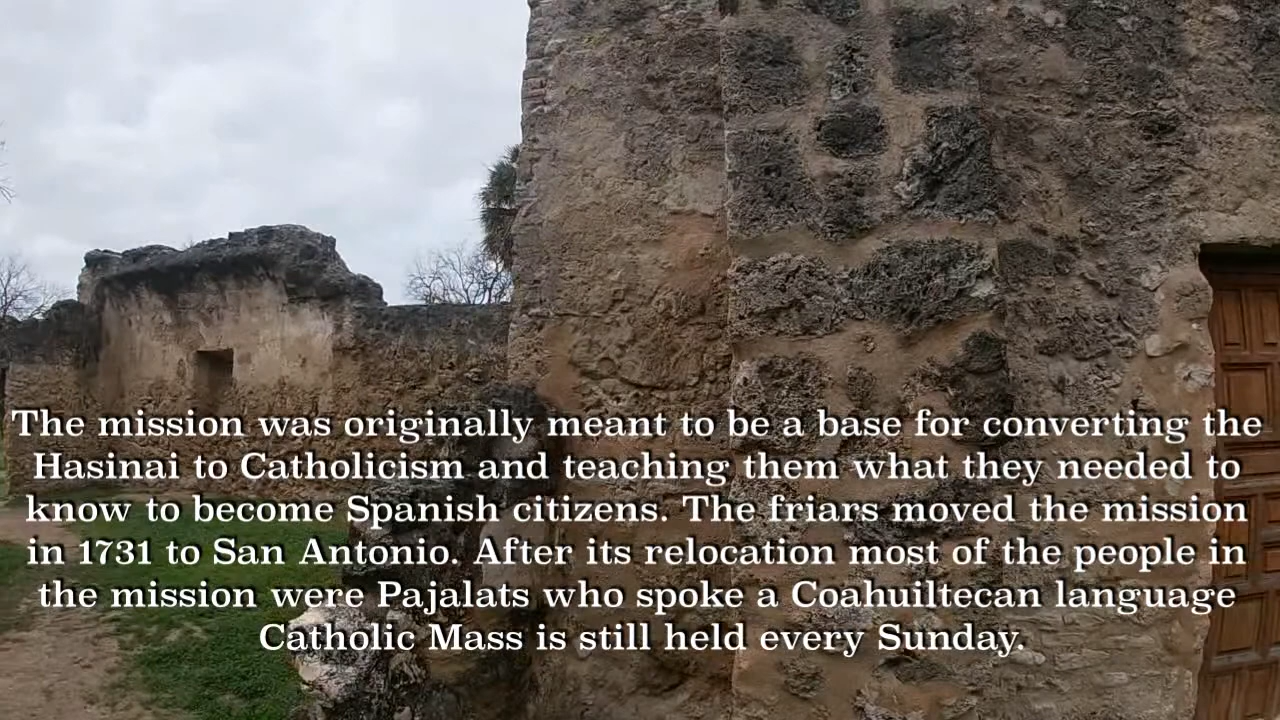 The mission was originally meant to be a base for converting the
Hasinai to Catholicism and teaching them what they needed to
know to become Spanish citizens. The friars moved the mission
in 1731 to San Antonio. After its relocation most of the people in
the mission were Pajalats who spoke a Coahuiltecan language
Catholic Mass is still held every Sunday.